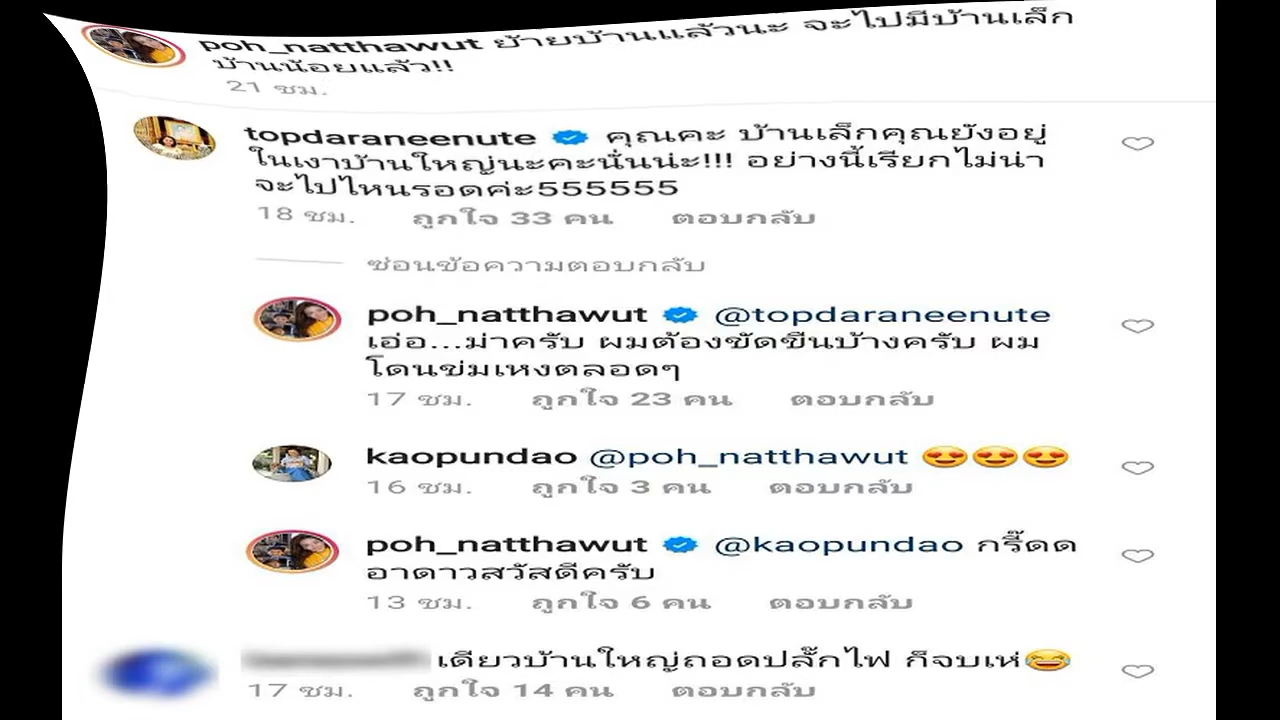 poh_natthawut ย้ายบ้านแล้วนะ จะไปมีบ้านเล็ก
บ้านน้อยแล้ว!!
21 ชม.
topdaraneenute คุณคะ บ้านเล็กคุณยังอยู่
ในเงาบ้านใหญ่นะคะนั่นน่ะ!!! อย่างนี้เรียกไม่น่า
จะไปไหนรอดค่ะ555555
18 ชม. ถูกใจ 33 คน ตอบกลับ
ซ่อนข้อความตอบกลับ
poh_natthawut @topdaraneenute
เอ่อ...ม่าครับ ผมต้องขัดขืนบ้างครับ ผม
โดนข่มเหงตลอดๆ
17 ชม. ถูกใจ 23 คน ตอบกลับ
kaopundao @poh_natthawut 😍😍😍
16 ชม. ถูกใจ 3 คน ตอบกลับ
poh_natthawut @kaopundao กรี๊ดด
อาดาวสวัสดีครับ
13 ชม. ถูกใจ 6 คน ตอบกลับ
เดียวบ้านใหญ่ถอดปลั๊กไฟ ก็จบเห่😂
17 ชม. ถูกใจ 14 คน ตอบกลับ